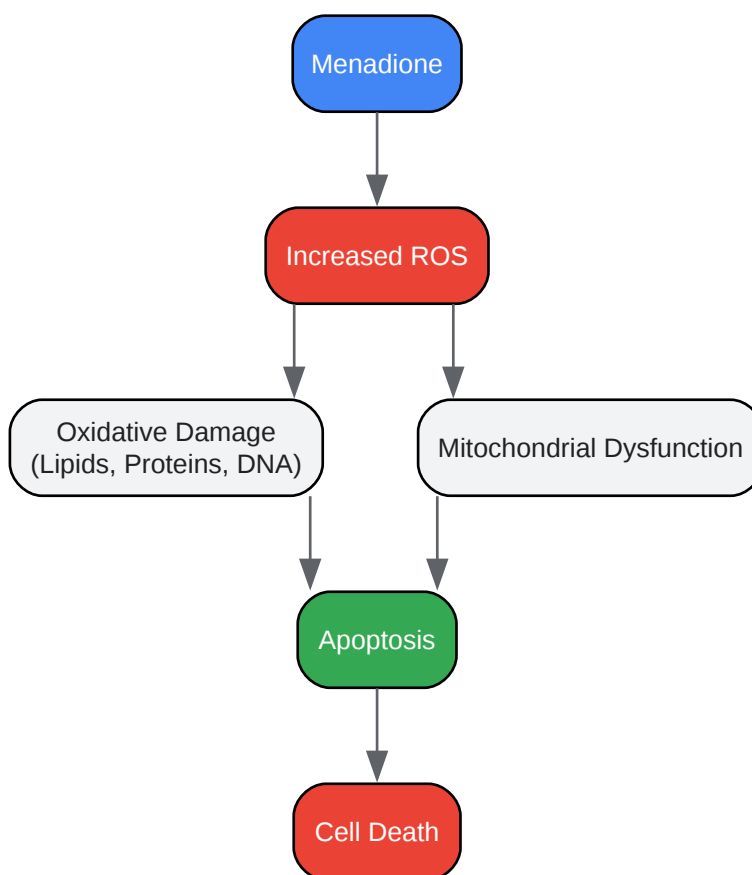 Menadione
Increased ROS
Oxidative Damage
(Lipids, Proteins, DNA)
Mitochondrial Dysfunction
Apoptosis
Cell Death